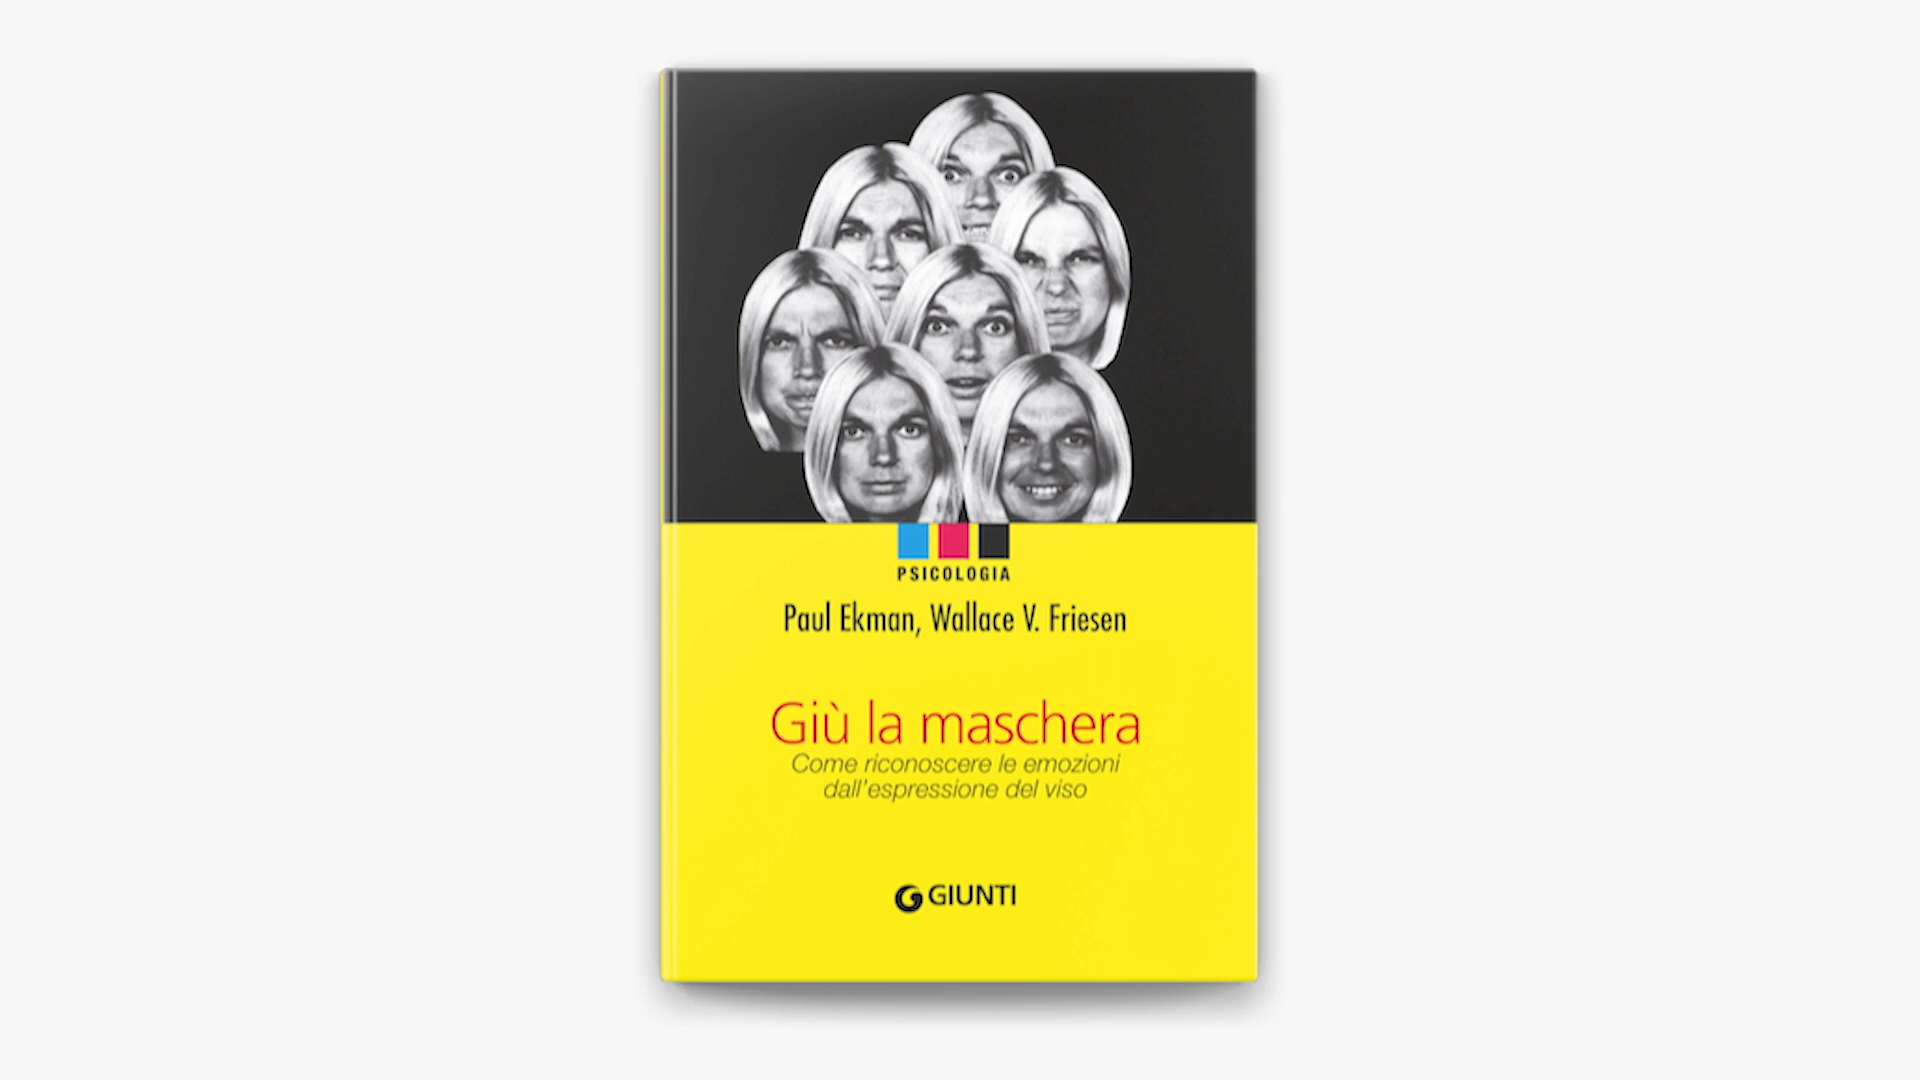 PSICOLOGIA
Paul Ekman, Wallace V. Friesen
Giù la maschera
Come riconoscere le emozioni
dall'espressione del viso
GIUNTI